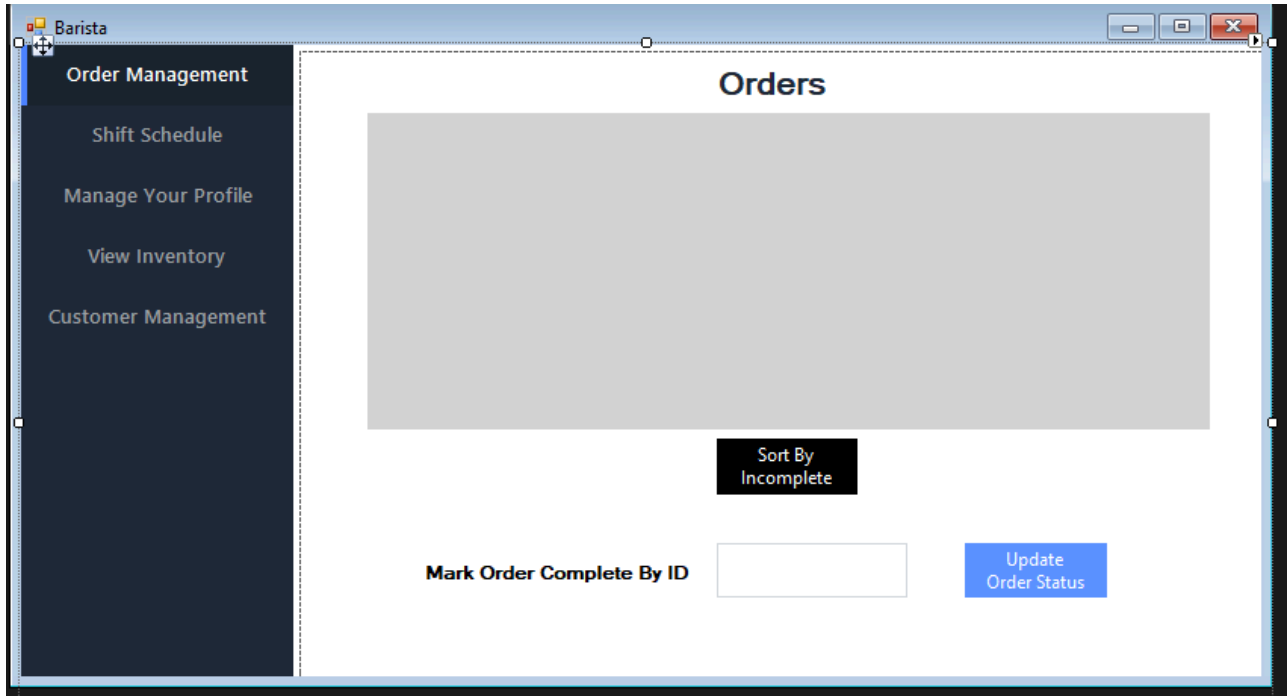 Barista
Order Management
Shift Schedule
Manage Your Profile
View Inventory
Customer Management
Orders
Sort By
Incomplete
Mark Order Complete By ID
Update
Order Status